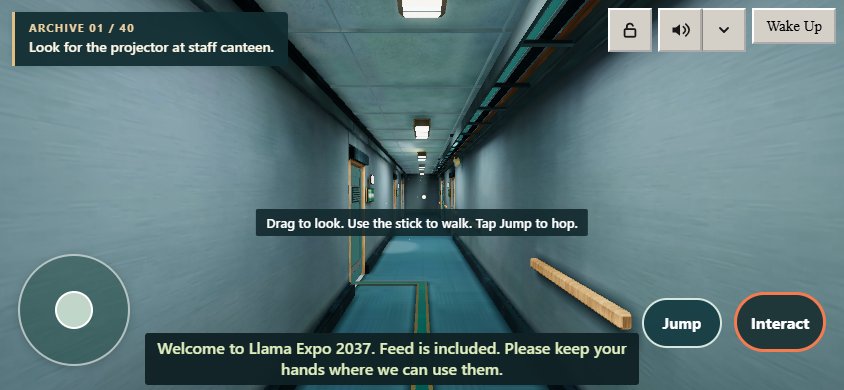 ARCHIVE 01 / 40
Look for the projector at staff canteen.
Wake Up
Drag to look. Use the stick to walk. Tap Jump to hop.
Jump
Interact
Welcome to Llama Expo 2037. Feed is included. Please keep your
hands where we can use them.